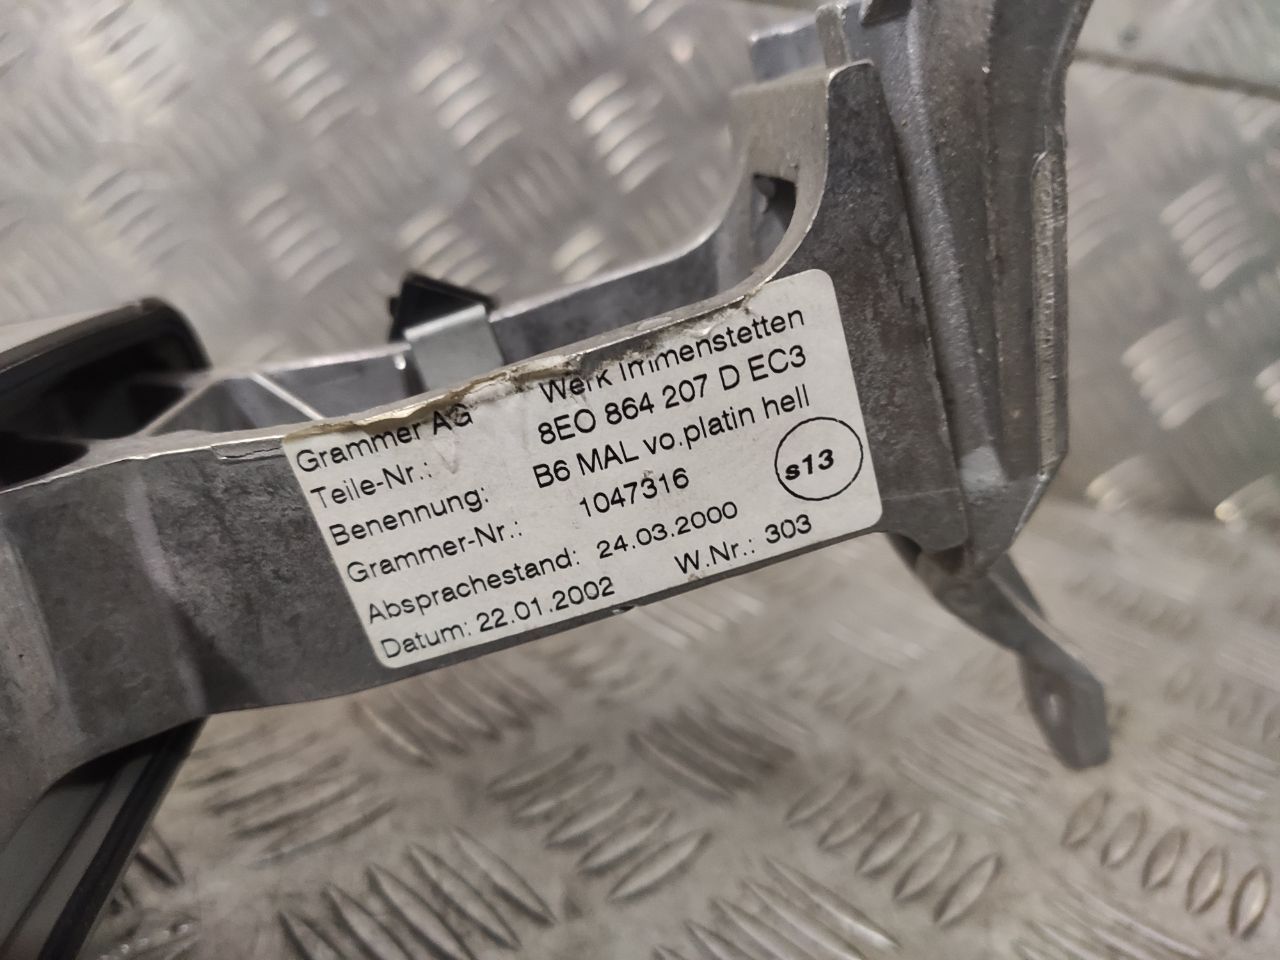 Grammer AG Werk Immenstetten
Teile-Nr.: 8E0 864 207 D EC3
Benennung: B6 MAL vo.platin hell
Grammer-Nr.: 1047316
s13
Absprachestand: 24.03.2000
Datum: 22.01.2002 W.Nr.: 303